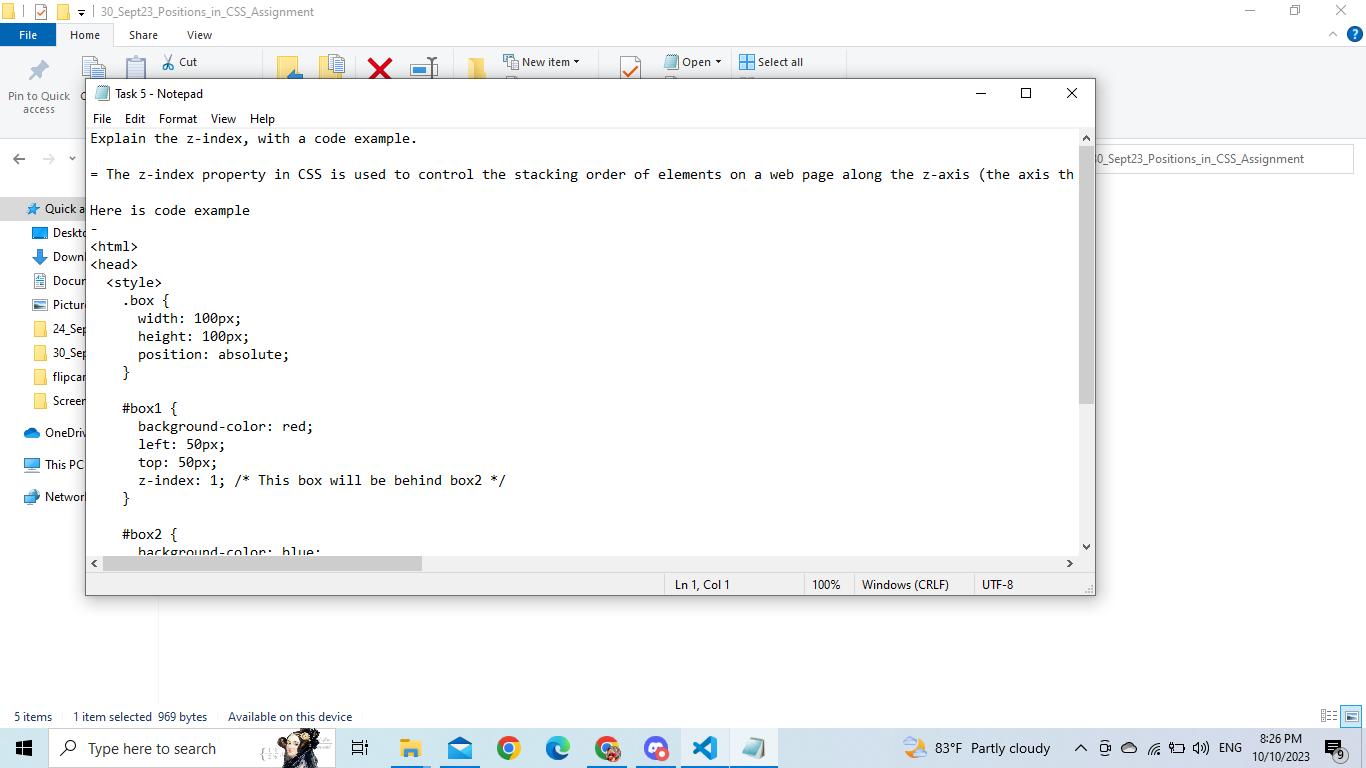 30_Sept23_Positions_in_CSS_Assignment
File Home Share View
Pin to Quick access
Cut
New item
Open
Select all
30_Sept23_Positions_in_CSS_Assignment
Quick a
Deskto
Down
Docur
Picture
24_Sep
30_Sep
flipcar
Screer
OneDriv
This PC
Networ
Task 5 - Notepad
File Edit Format View Help
Explain the z-index, with a code example.
= The z-index property in CSS is used to control the stacking order of elements on a web page along the z-axis (the axis th
Here is code example
-
<html>
<head>
<style>
.box {
width: 100px;
height: 100px;
position: absolute;
}
#box1 {
background-color: red;
left: 50px;
top: 50px;
z-index: 1; /* This box will be behind box2 */
}
#box2 {
background-color: blue;
Ln 1, Col 1 100% Windows (CRLF) UTF-8
5 items 1 item selected 969 bytes Available on this device
Type here to search
83°F Partly cloudy
ENG
8:26 PM
10/10/2023
9